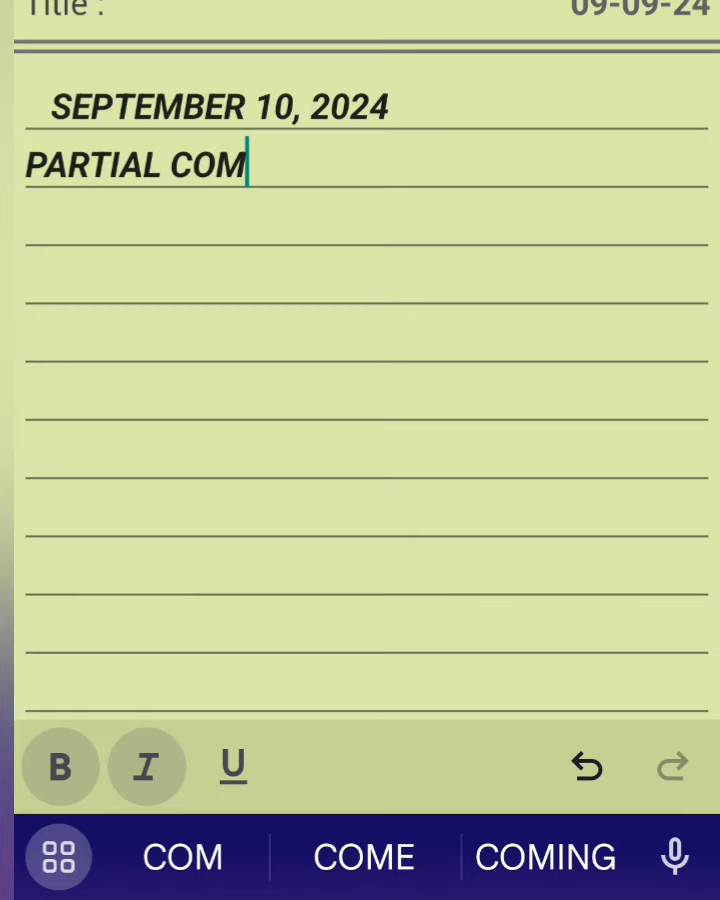 Title :
09-09-24
SEPTEMBER 10, 2024
PARTIAL COM
B I U
COM COME COMING